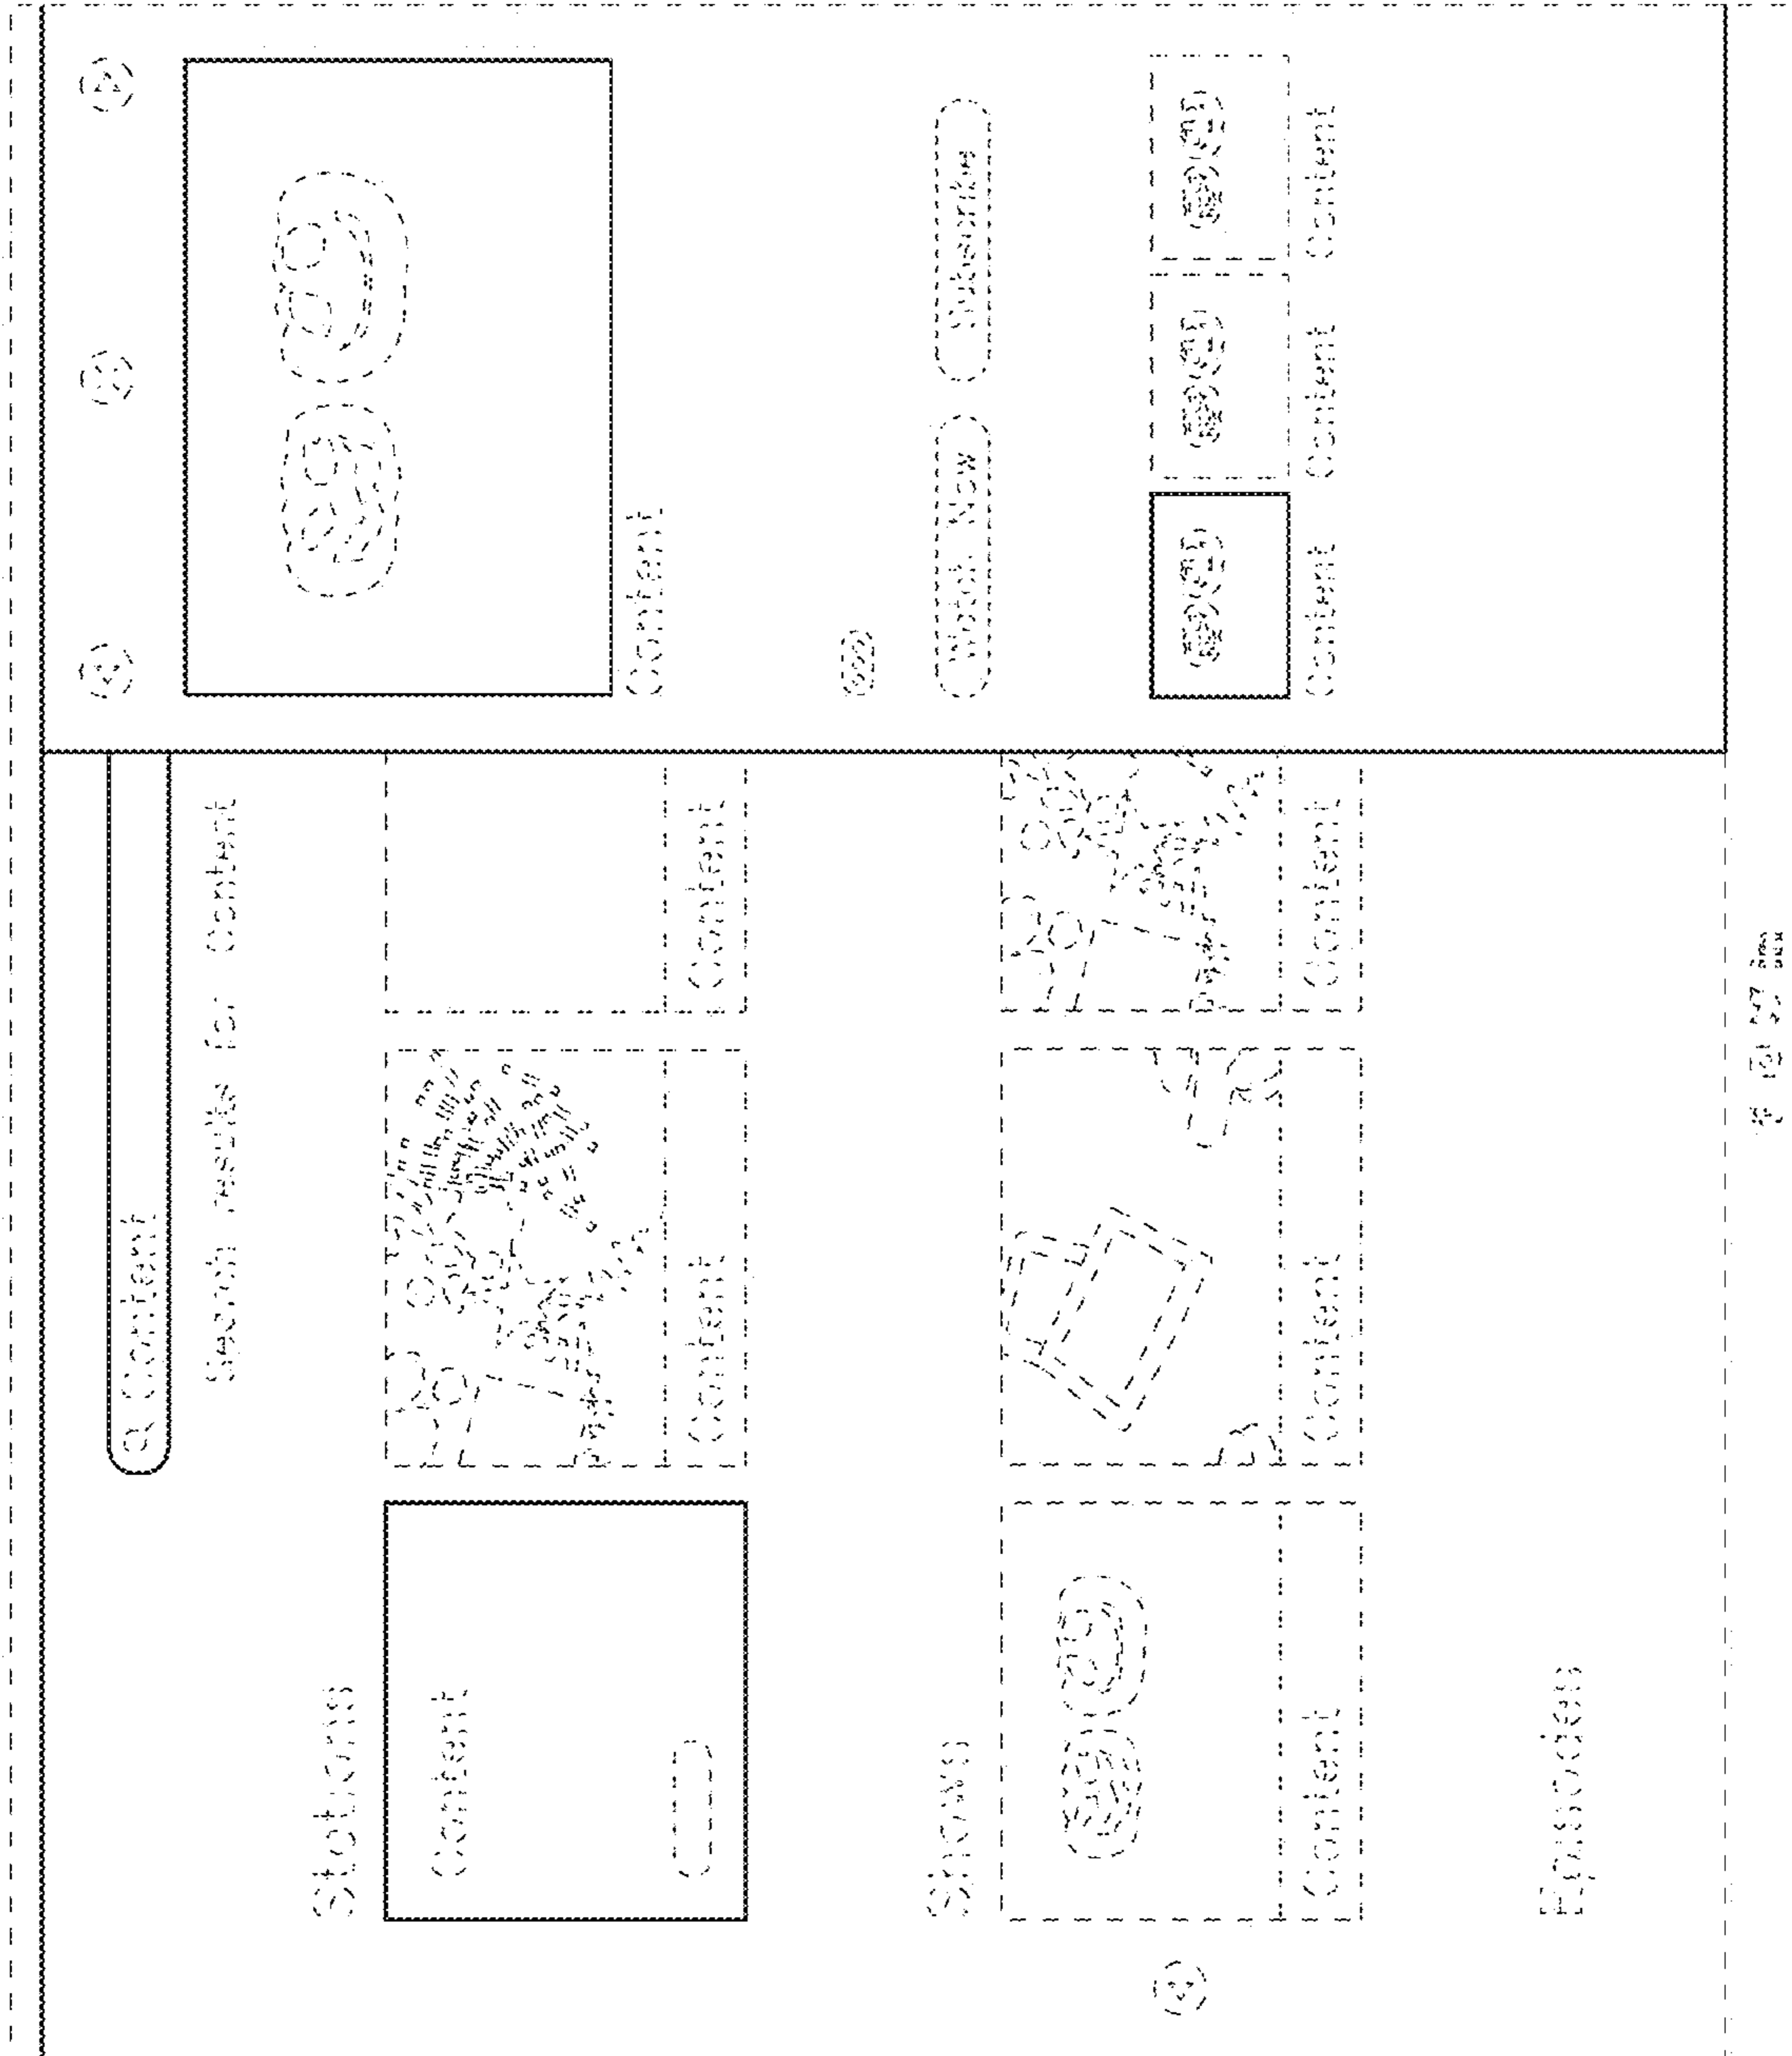 Content
Search results for Content
Stations
Content
Content
Content
Shows
Content
Content
Content
Episodes
Content
Watch Now
Subscribe
Content
Content
Content